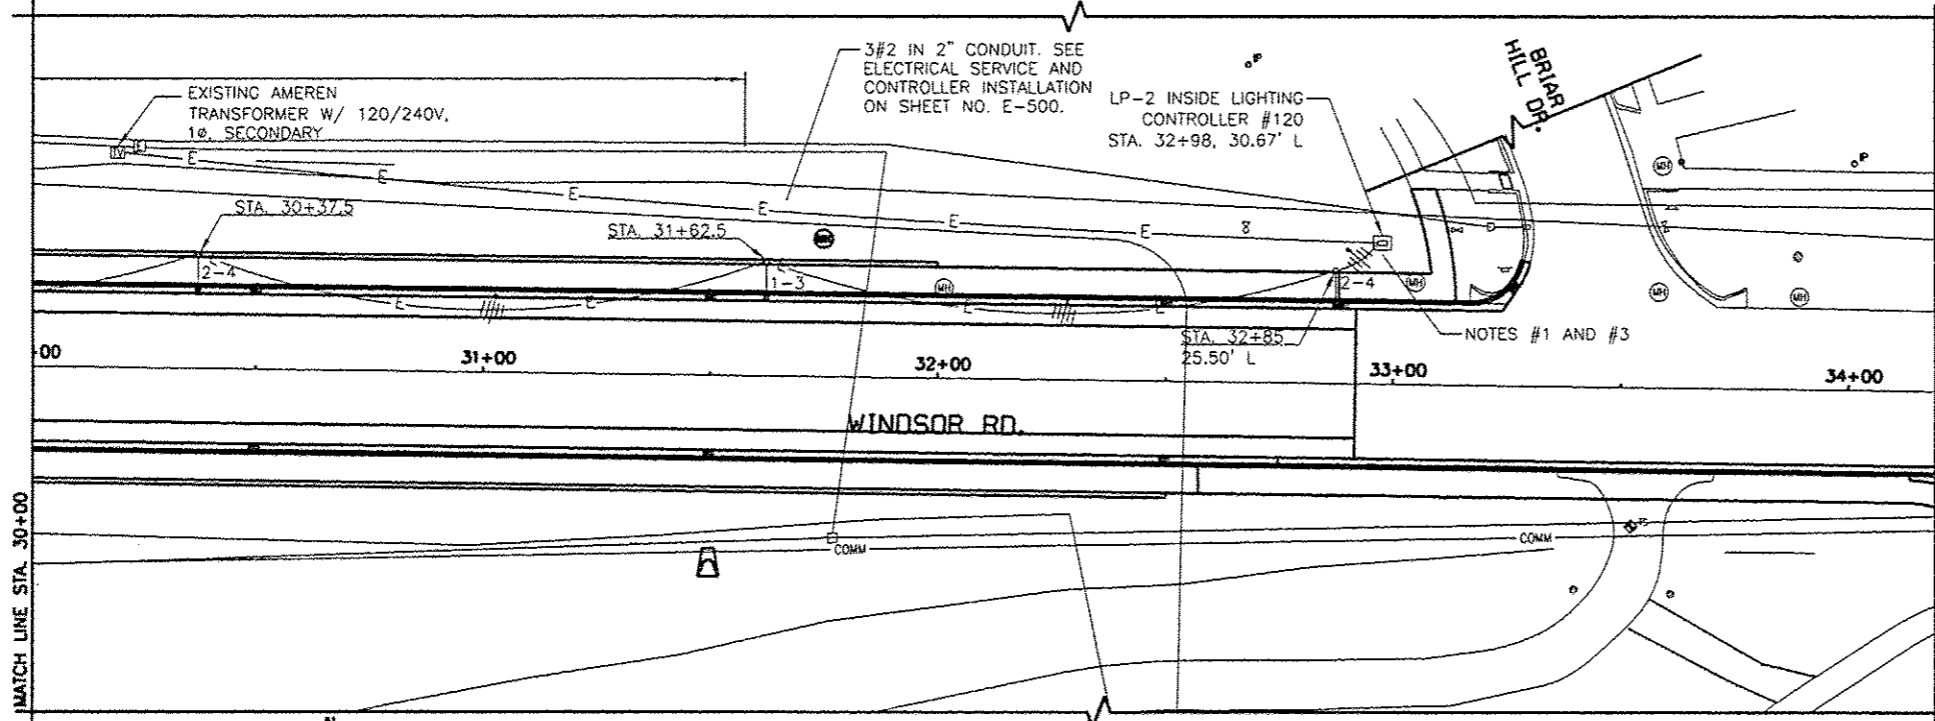 3#2 IN 2" CONDUIT. SEE
ELECTRICAL SERVICE AND
CONTROLLER INSTALLATION
ON SHEET NO. E-500.
EXISTING AMEREN
TRANSFORMER W/ 120/240V,
1ø, SECONDARY
LP-2 INSIDE LIGHTING
CONTROLLER #120
STA. 32+98, 30.67' L
BRIAR
HILL DR.
TV
E
E
E
E
E
E
E
E
STA. 30+37.5
STA. 31+62.5
MH
MH
MH
MH
MH
2-4
1-3
2-4
E
E
E
E
STA. 32+85
25.50' L
NOTES #1 AND #3
+00
31+00
32+00
33+00
34+00
WINDSOR RD.
COMM
COMM
MATCH LINE STA. 30+00